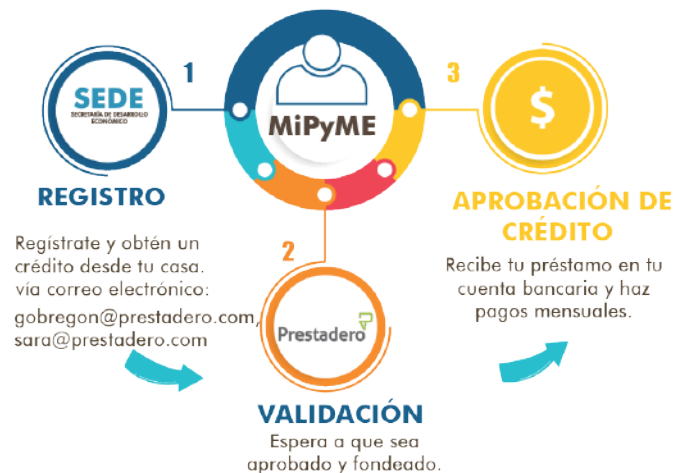 1
SEDE
SECRETARÍA DE DESARROLLO
ECONÓMICO
REGISTRO
Regístrate y obtén un
crédito desde tu casa.
vía correo electrónico:
gobregon@prestadero.com,
sara@prestadero.com
MiPyME
2
Prestadero
VALIDACIÓN
Espera a que sea
aprobado y fondeado.
3
$
APROBACIÓN DE
CRÉDITO
Recibe tu préstamo en tu
cuenta bancaria y haz
pagos mensuales.